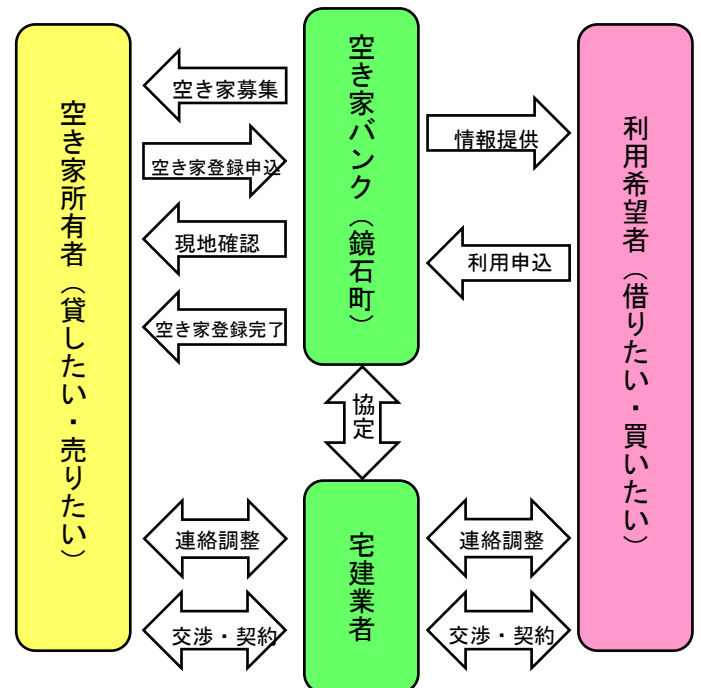 空き家所有者（貸したい・売りたい）
空き家募集
空き家登録申込
現地確認
空き家登録完了
空き家バンク（鏡石町）
情報提供
利用申込
利用希望者（借りたい・買いたい）
協定
連絡調整
交渉・契約
宅建業者
連絡調整
交渉・契約